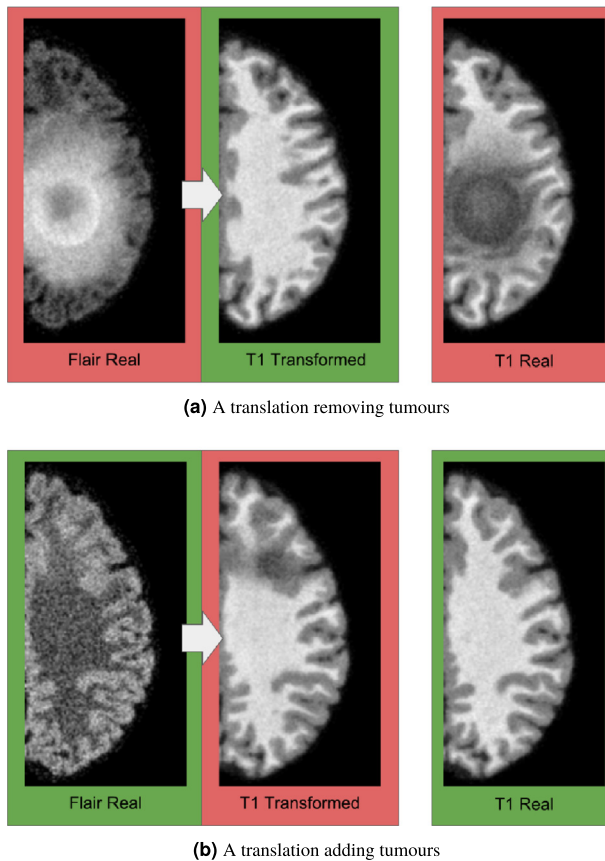 Flair Real
T1 Transformed
T1 Real
(a) A translation removing tumours
Flair Real
T1 Transformed
T1 Real
(b) A translation adding tumours